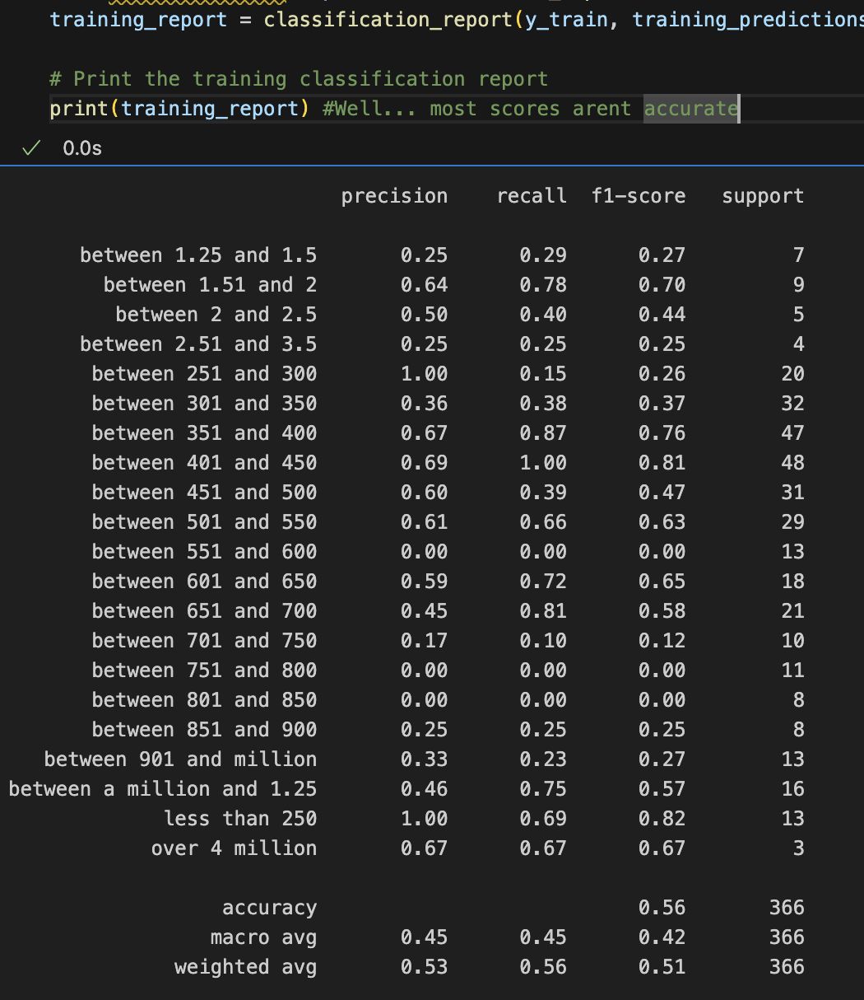 training_report = classification_report(y_train, training_predictions
# Print the training classification report
print(training_report) #Well... most scores arent accurate
0.0s
precision recall f1-score support
between 1.25 and 1.5 0.25 0.29 0.27 7
between 1.51 and 2 0.64 0.78 0.70 9
between 2 and 2.5 0.50 0.40 0.44 5
between 2.51 and 3.5 0.25 0.25 0.25 4
between 251 and 300 1.00 0.15 0.26 20
between 301 and 350 0.36 0.38 0.37 32
between 351 and 400 0.67 0.87 0.76 47
between 401 and 450 0.69 1.00 0.81 48
between 451 and 500 0.60 0.39 0.47 31
between 501 and 550 0.61 0.66 0.63 29
between 551 and 600 0.00 0.00 0.00 13
between 601 and 650 0.59 0.72 0.65 18
between 651 and 700 0.45 0.81 0.58 21
between 701 and 750 0.17 0.10 0.12 10
between 751 and 800 0.00 0.00 0.00 11
between 801 and 850 0.00 0.00 0.00 8
between 851 and 900 0.25 0.25 0.25 8
between 901 and million 0.33 0.23 0.27 13
between a million and 1.25 0.46 0.75 0.57 16
less than 250 1.00 0.69 0.82 13
over 4 million 0.67 0.67 0.67 3
accuracy 0.56 366
macro avg 0.45 0.45 0.42 366
weighted avg 0.53 0.56 0.51 366